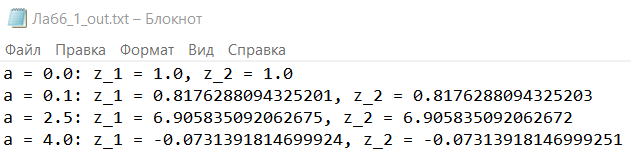 Ла66_1_out.txt – Блокнот
Файл Правка Формат Вид Справка
a = 0.0: z_1 = 1.0, z_2 = 1.0
a = 0.1: z_1 = 0.8176288094325201, z_2 = 0.8176288094325203
a = 2.5: z_1 = 6.905835092062675, z_2 = 6.905835092062672
a = 4.0: z_1 = -0.0731391814699924, z_2 = -0.07313918146999251